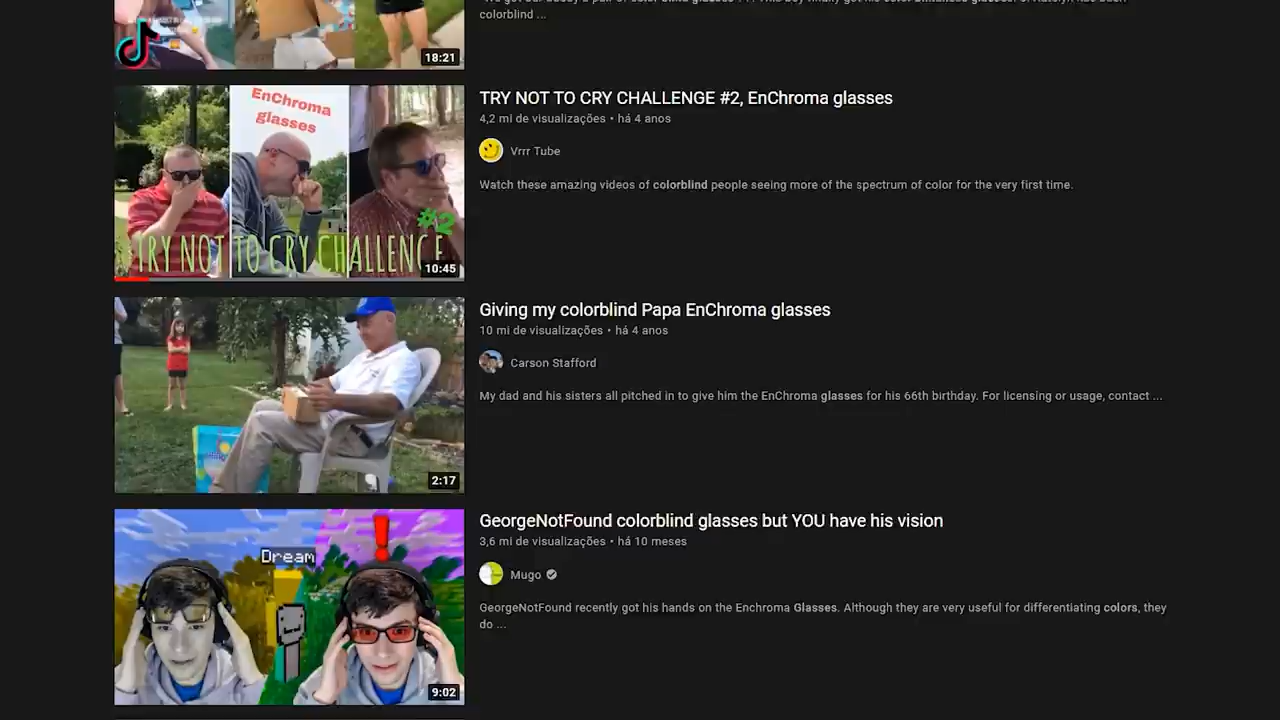 colorblind ...
18:21
EnChroma
glasses
#2
TRY NOT TO CRY CHALLENGE
10:45
TRY NOT TO CRY CHALLENGE #2, EnChroma glasses
4,2 mi de visualizações • há 4 anos
Vrrr Tube
Watch these amazing videos of colorblind people seeing more of the spectrum of color for the very first time.
2:17
Giving my colorblind Papa EnChroma glasses
10 mi de visualizações • há 4 anos
Carson Stafford
My dad and his sisters all pitched in to give him the EnChroma glasses for his 66th birthday. For licensing or usage, contact ...
Dream
!
9:02
GeorgeNotFound colorblind glasses but YOU have his vision
3,6 mi de visualizações • há 10 meses
Mugo
GeorgeNotFound recently got his hands on the Enchroma Glasses. Although they are very useful for differentiating colors, they
do ...